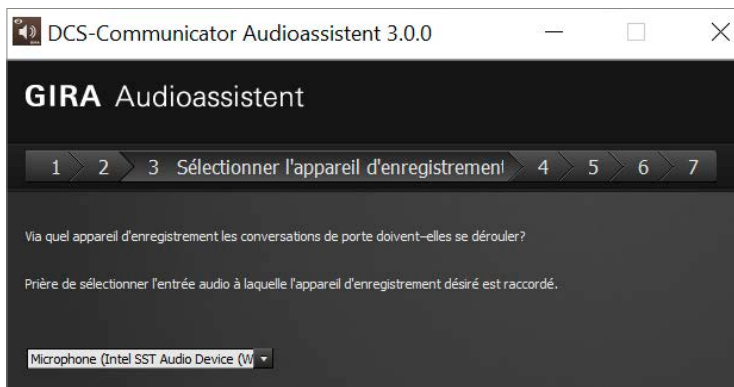 DCS-Communicator Audioassistent 3.0.0
GIRA Audioassistent
1 2 3 Sélectionner l'appareil d'enregistrement 4 5 6 7
Via quel appareil d'enregistrement les conversations de porte doivent-elles se dérouler?
Prière de sélectionner l'entrée audio à laquelle l'appareil d'enregistrement désiré est raccordé.
Microphone (Intel SST Audio Device (W